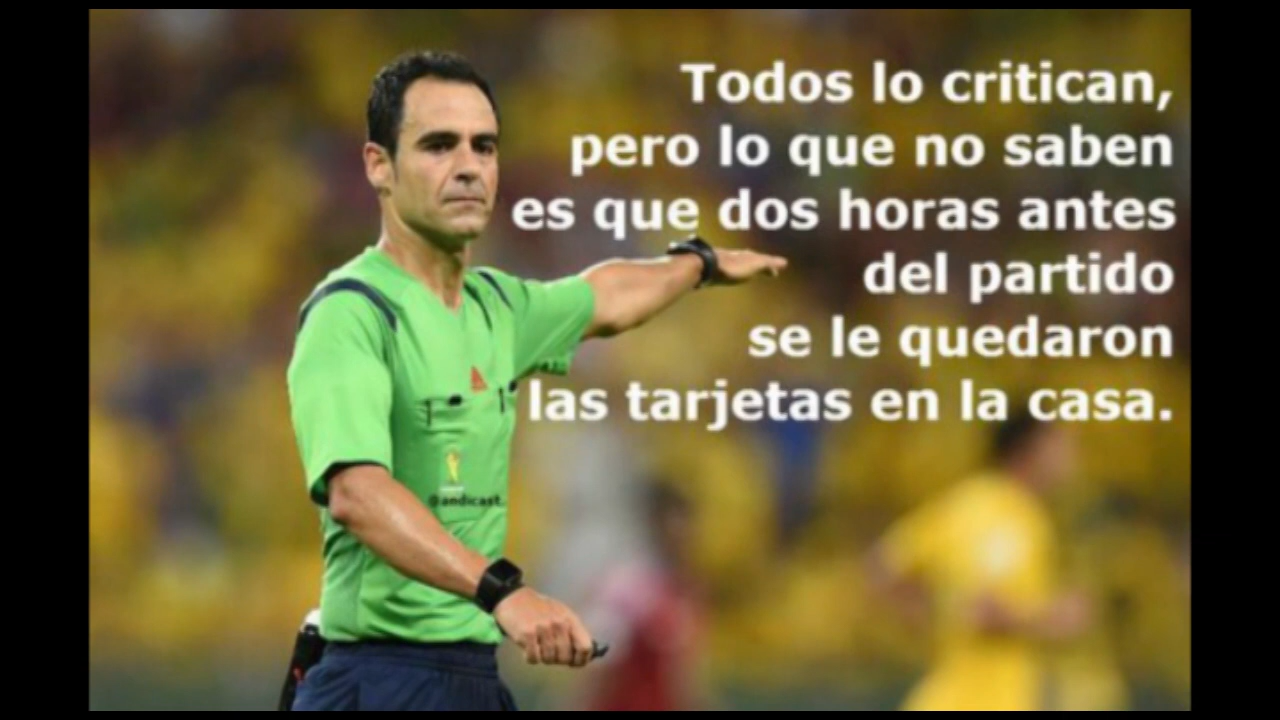 Todos lo critican,
pero lo que no saben
es que dos horas antes
del partido
se le quedaron
las tarjetas en la casa.
@andicast